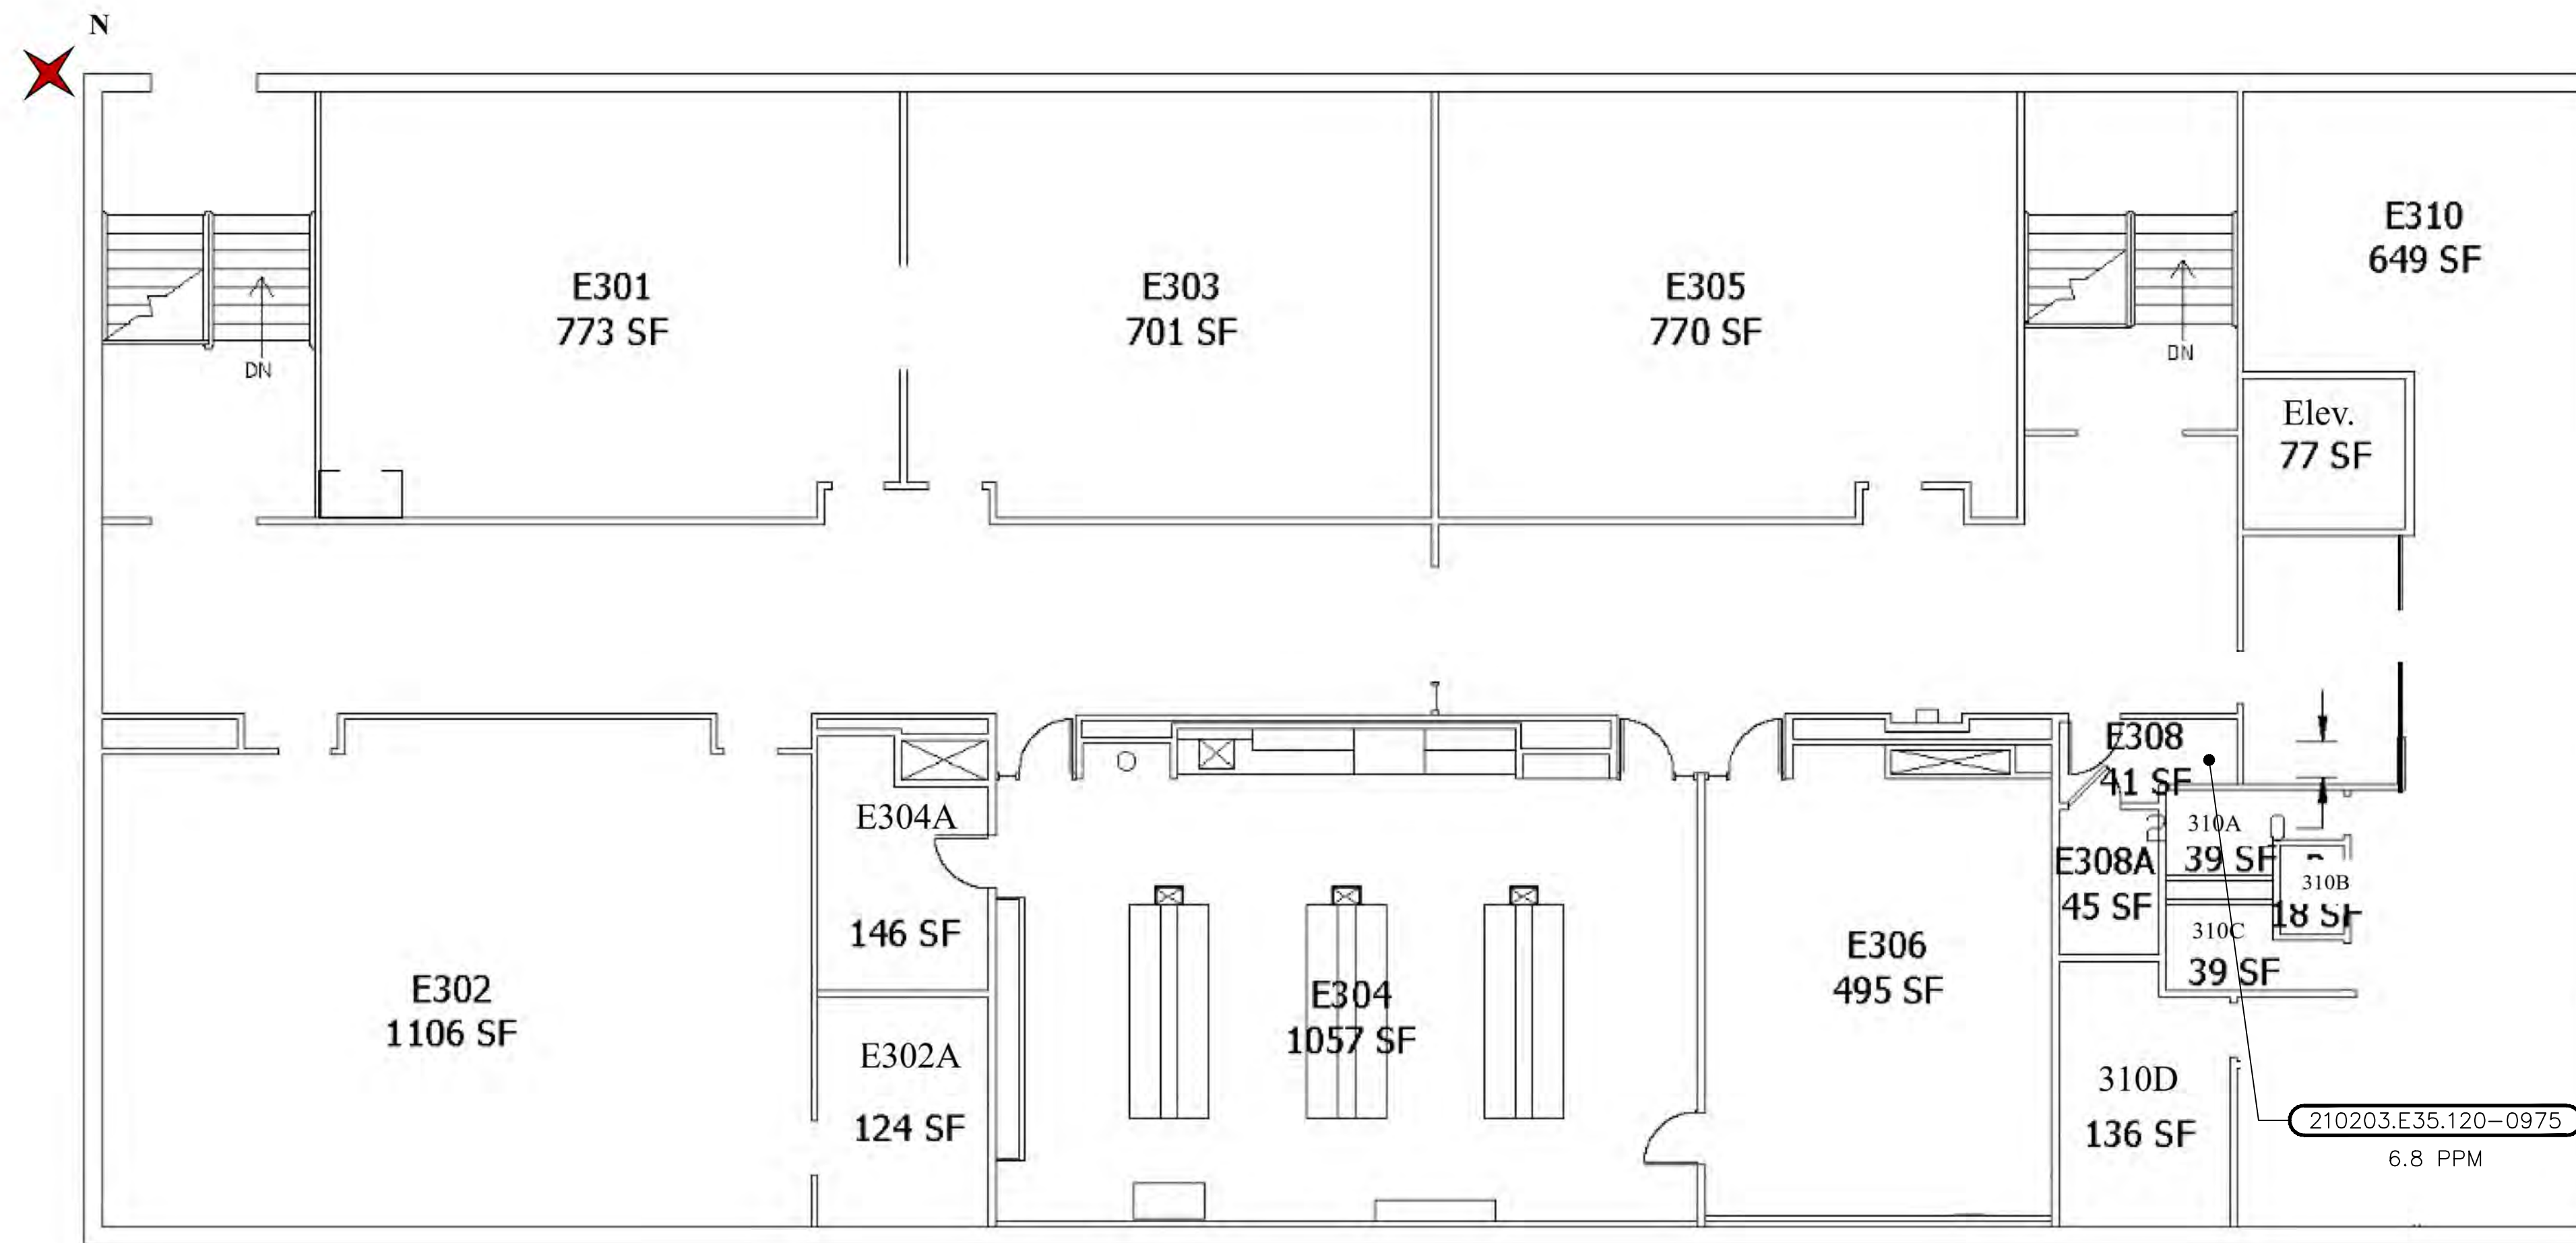 N
E301
773 SF
E303
701 SF
E305
770 SF
E310
649 SF
DN
DN
Elev.
77 SF
E308
41 SF
E304A
146 SF
310A
39 SF
E308A
45 SF
310B
18 SF
310C
39 SF
E302
1106 SF
E304
1057 SF
E306
495 SF
E302A
124 SF
310D
136 SF
210203.E35.120-0975
6.8 PPM